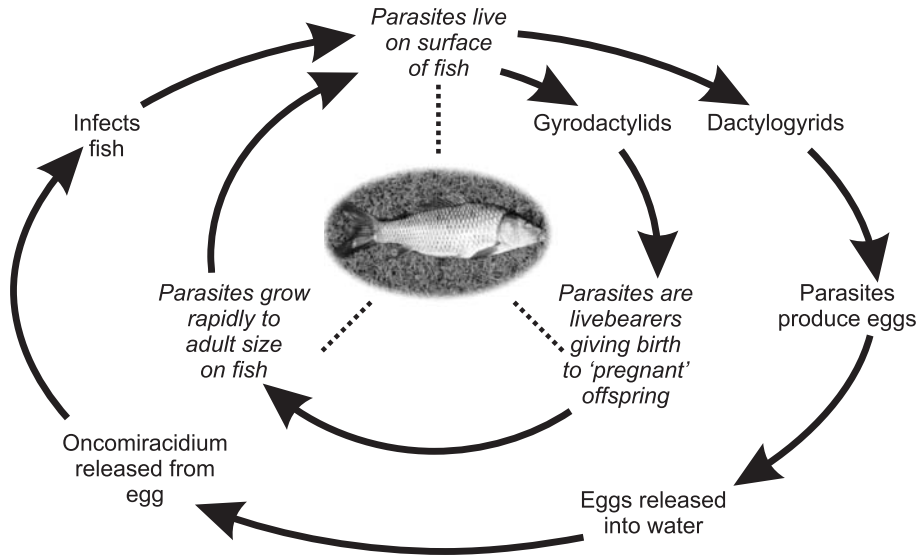 Parasites live
on surface
of fish
Infects
fish
Gyrodactylids
Dactylogyrids
Parasites grow
rapidly to
adult size
on fish
Parasites are
livebearers
giving birth
to ‘pregnant’
offspring
Parasites
produce eggs
Oncomiracidium
released from
egg
Eggs released
into water